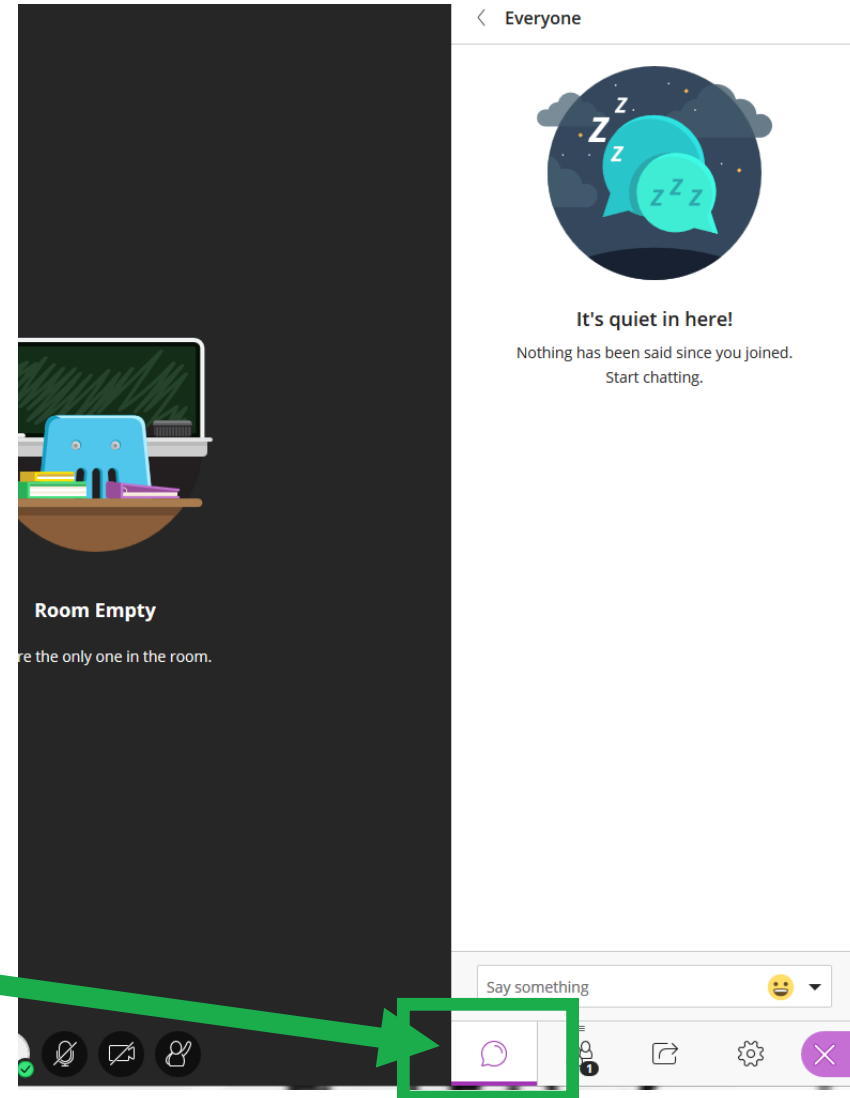 Everyone
z
Z
z
z z z
It's quiet in here!
Nothing has been said since you joined.
Start chatting.
Room Empty
re the only one in the room.
Say something
1